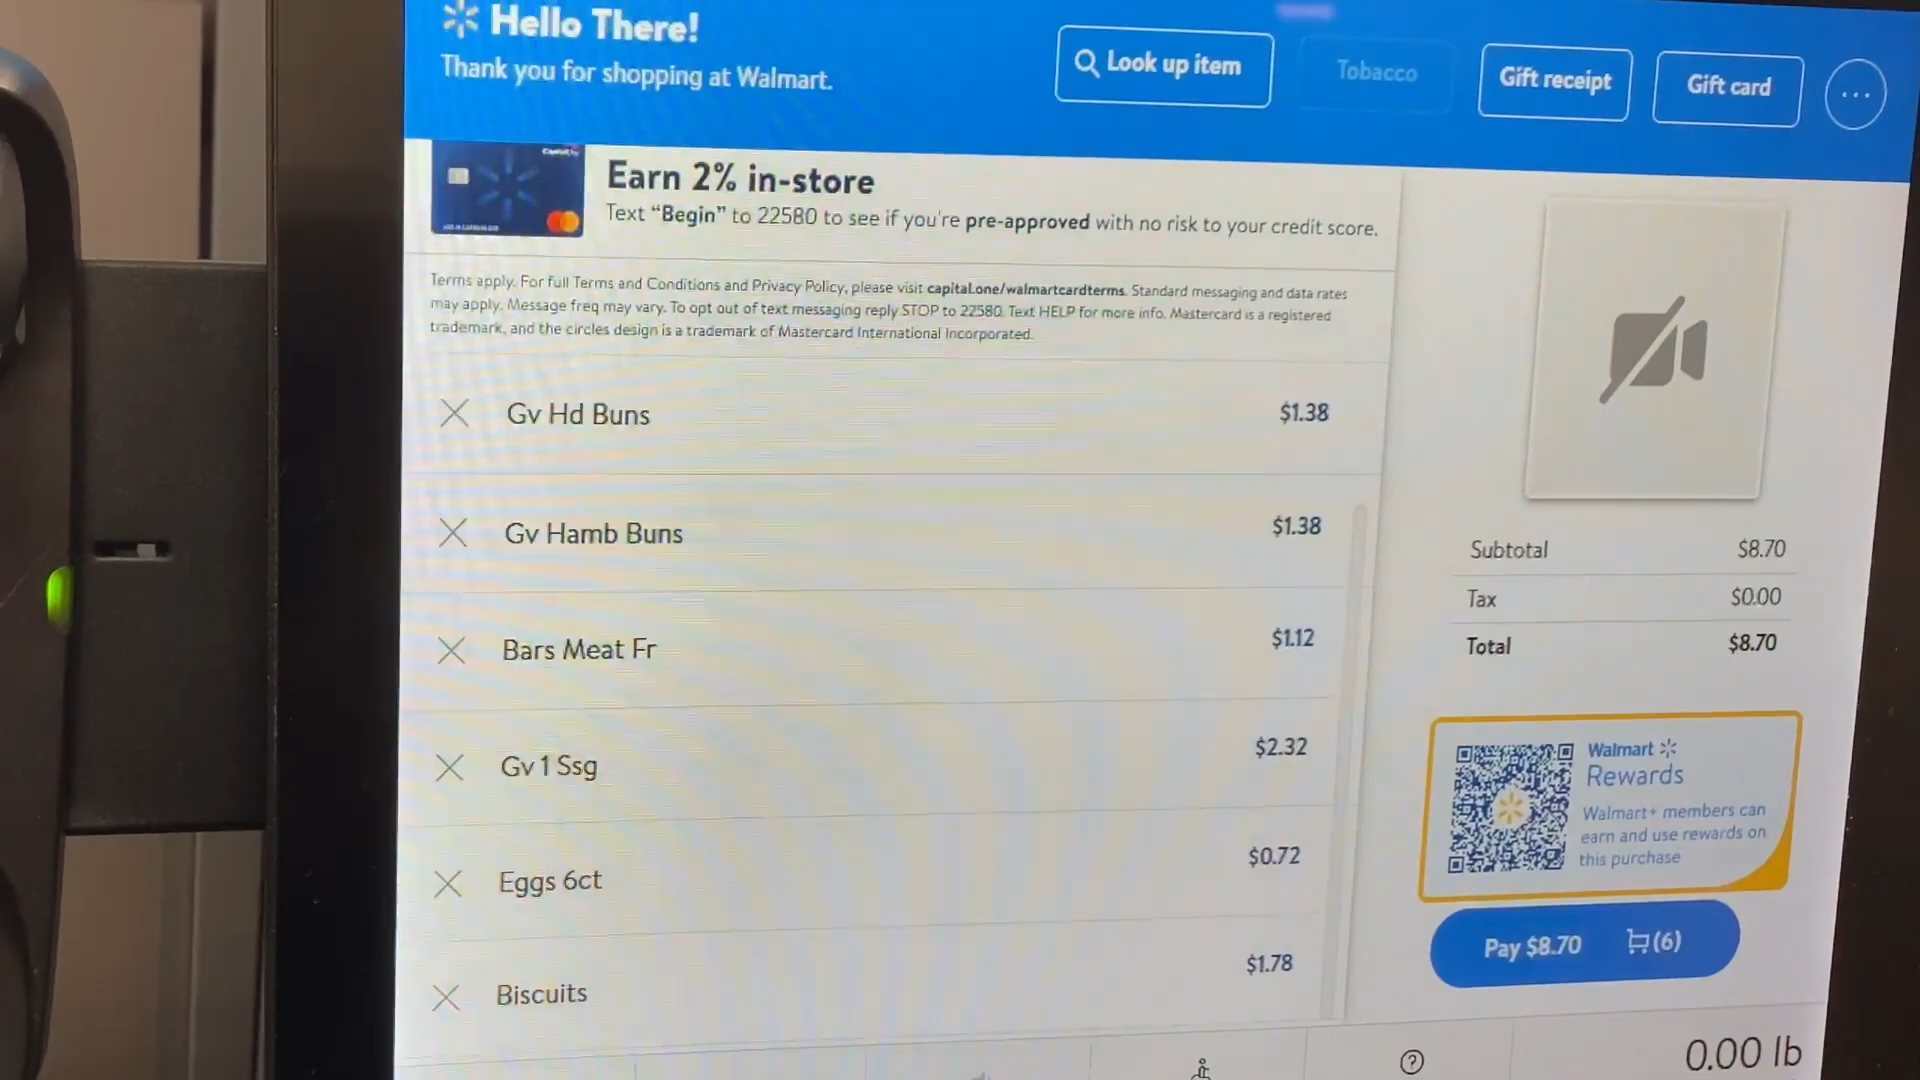 Hello There!
Thank you for shopping at Walmart.
Look up item
Tobacco
Gift receipt
Gift card
Earn 2% in-store
Text “Begin” to 22580 to see if you're pre-approved with no risk to your credit score.
Terms apply. For full Terms and Conditions and Privacy Policy, please visit capital.one/walmartcardterms. Standard messaging and data rates
may apply. Message freq may vary. To opt out of text messaging reply STOP to 22580. Text HELP for more info. Mastercard is a registered
trademark, and the circles design is a trademark of Mastercard International Incorporated.
Gv Hd Buns $1.38
Gv Hamb Buns $1.38
Bars Meat Fr $1.12
Gv 1 Ssg $2.32
Eggs 6ct $0.72
Biscuits $1.78
Subtotal $8.70
Tax $0.00
Total $8.70
Walmart
Rewards
Walmart+ members can
earn and use rewards on
this purchase
Pay $8.70 (6)
0.00 lb